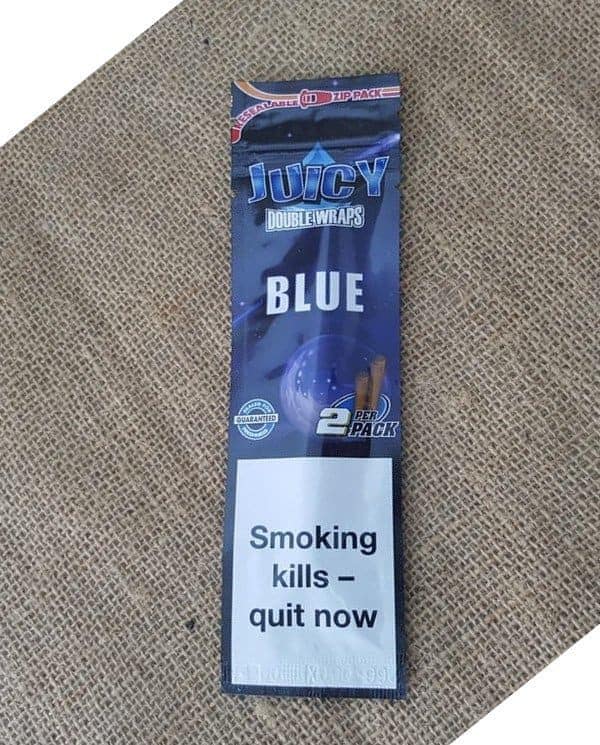 RESEALABLE ZIP PACK
JUICY
DOUBLE WRAPS
BLUE
GUARANTEED
2 PER
PACK
Smoking
kills –
quit now